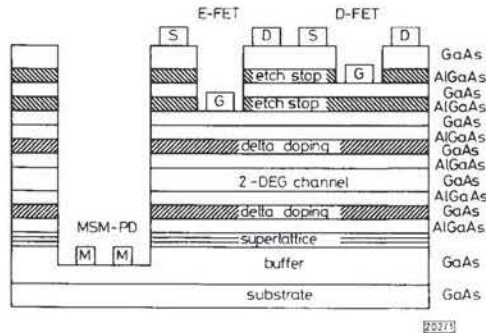 E-FET D-FET
S D S D
GaAs
etch stop AlGaAs
G
GaAs
G etch stop AlGaAs
GaAs
AlGaAs
delta doping GaAs
AlGaAs
2-DEG channel GaAs
AlGaAs
delta doping GaAs
MSM-PD AlGaAs
superlattice
M M buffer GaAs
substrate GaAs
202/1